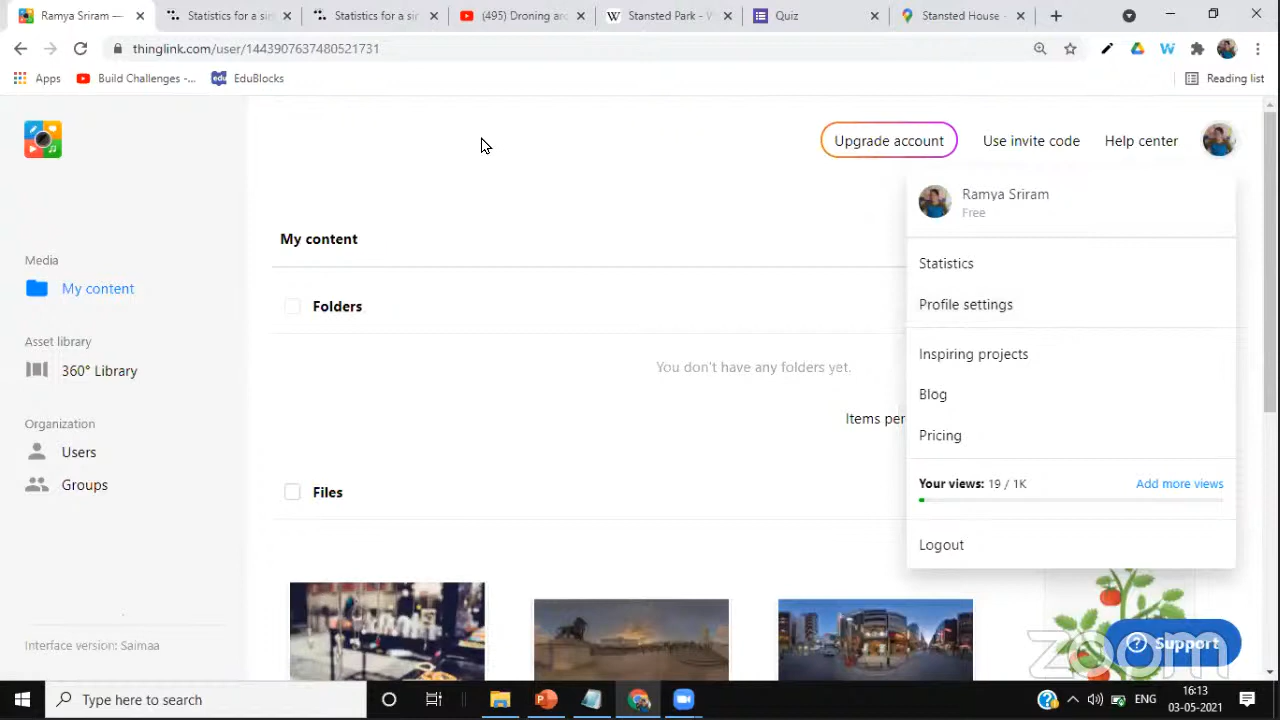 Ramya Sriram —
Statistics for a sin
Statistics for a sir
(495) Droning aro
W Stansted Park - W
Quiz
Stansted House -
thinglink.com/user/1443907637480521731
W
Apps
Build Challenges -...
edu EduBlocks
Reading list
Upgrade account
Use invite code
Help center
Ramya Sriram
Free
My content
Media
My content
Statistics
Folders
Profile settings
Asset library
360° Library
You don't have any folders yet.
Inspiring projects
Blog
Organization
Items per
Pricing
Users
Groups
Files
Your views: 19 / 1K
Add more views
Logout
Interface version: Saimaa
zoom
? Support
Type here to search
ENG
16:13
03-05-2021